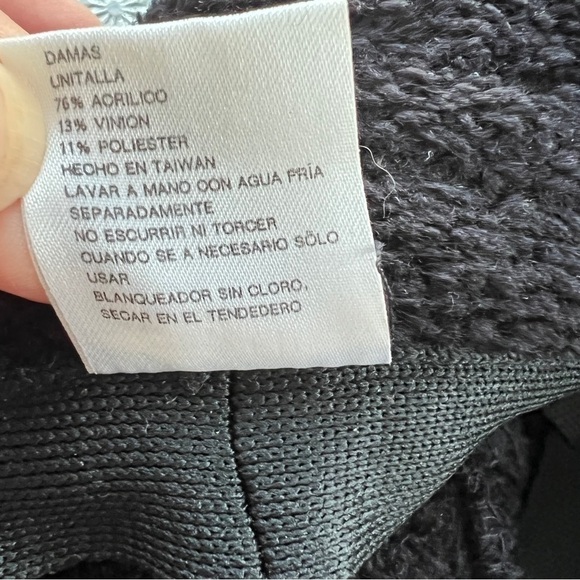 DAMAS
UNITALLA
76% ACRILICO
13% VINION
11% POLIESTER
HECHO EN TAIWAN
LAVAR A MANO CON AGUA FRÍA
SEPARADAMENTE
NO ESCURRIR NI TORCER
CUANDO SE A NECESARIO SÓLO
USAR
BLANQUEADOR SIN CLORO,
SECAR EN EL TENDEDERO